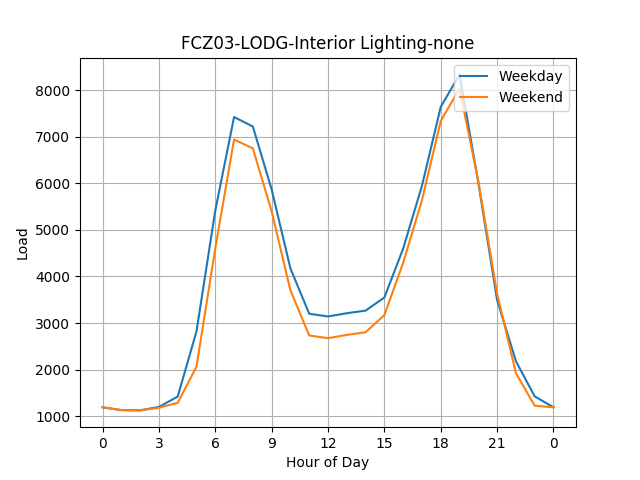 FCZ03-LODG-Interior Lighting-none
Weekday
Weekend
8000
7000
6000
5000
4000
3000
2000
1000
Load
0 3 6 9 12 15 18 21 0
Hour of Day